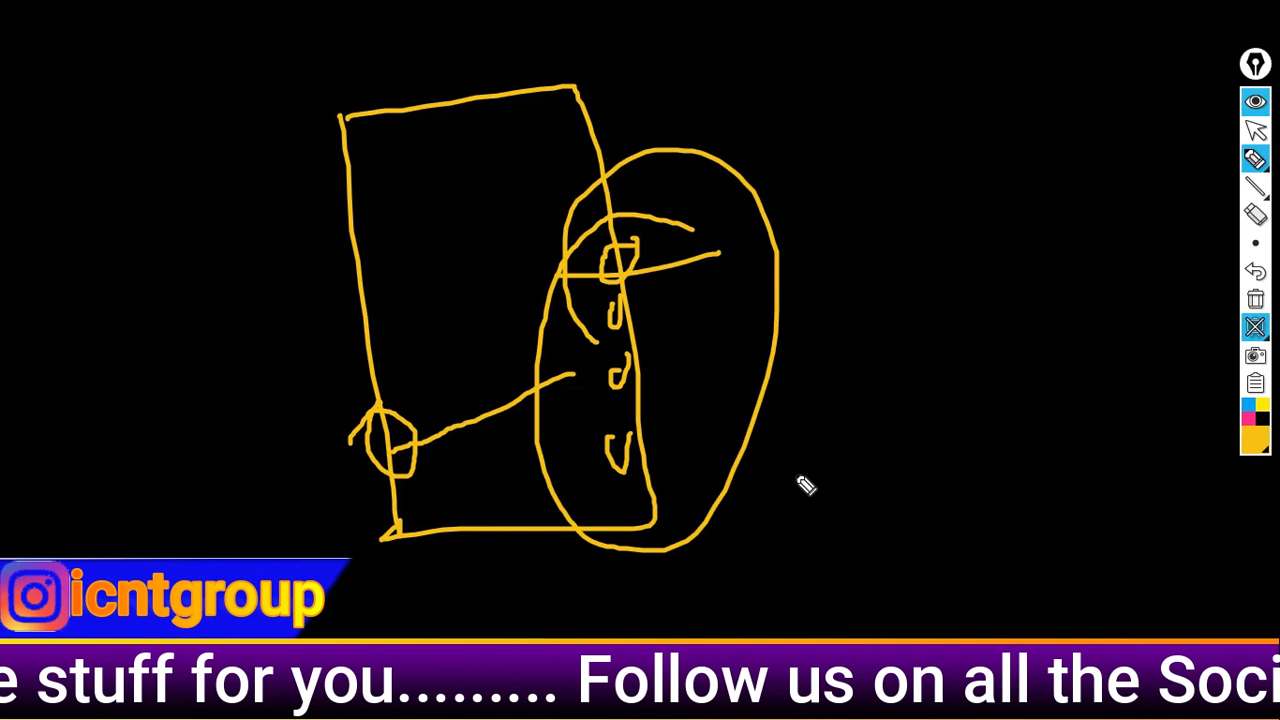 icntgroup
e stuff for you......... Follow us on all the Soci